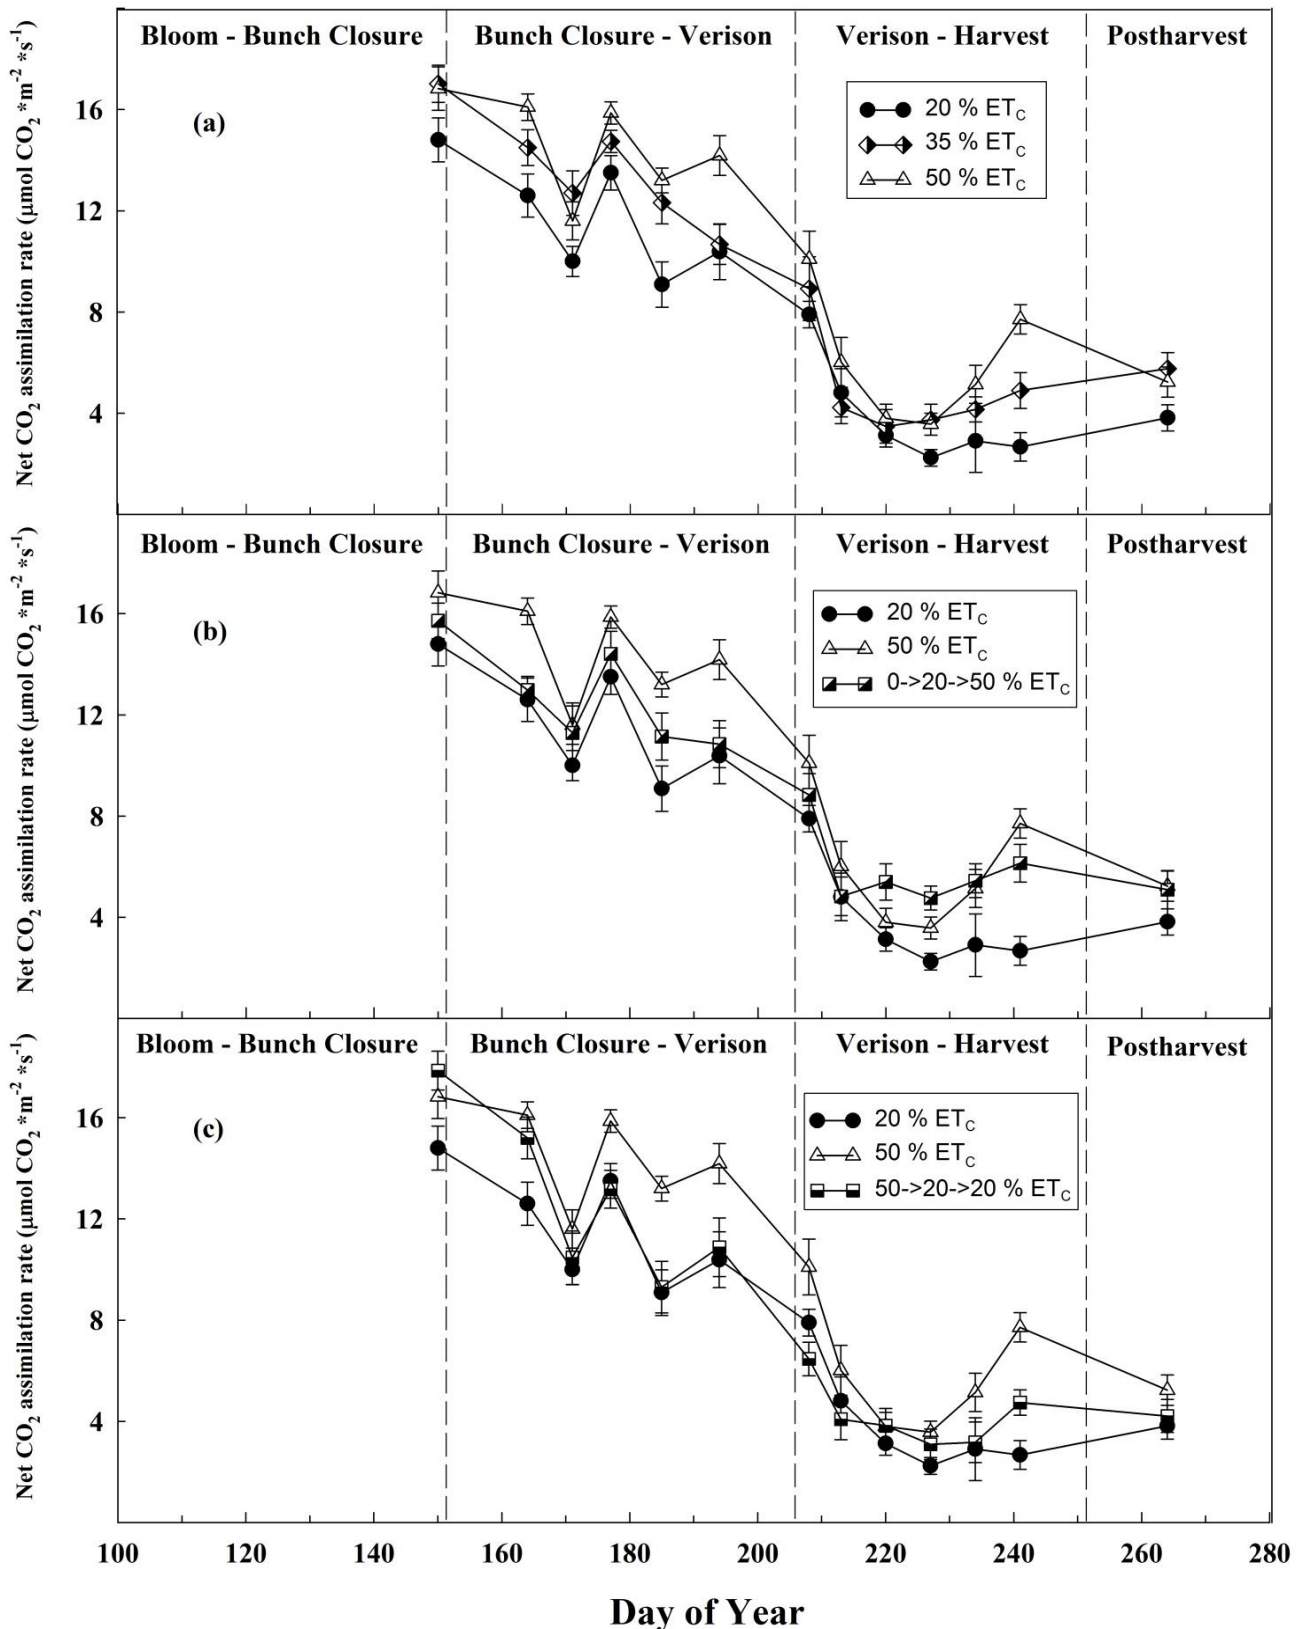 Bloom - Bunch Closure Bunch Closure - Verison Verison - Harvest Postharvest
Net CO2 assimilation rate (µmol CO2 *m-2 *s-1)
16
12
8
4
(a)
20 % ETC
35 % ETC
50 % ETC
Bloom - Bunch Closure Bunch Closure - Verison Verison - Harvest Postharvest
Net CO2 assimilation rate (µmol CO2 *m-2 *s-1)
16
12
8
4
(b)
20 % ETC
50 % ETC
0->20->50 % ETC
Bloom - Bunch Closure Bunch Closure - Verison Verison - Harvest Postharvest
Net CO2 assimilation rate (µmol CO2 *m-2 *s-1)
16
12
8
4
(c)
20 % ETC
50 % ETC
50->20->20 % ETC
100 120 140 160 180 200 220 240 260 280
Day of Year